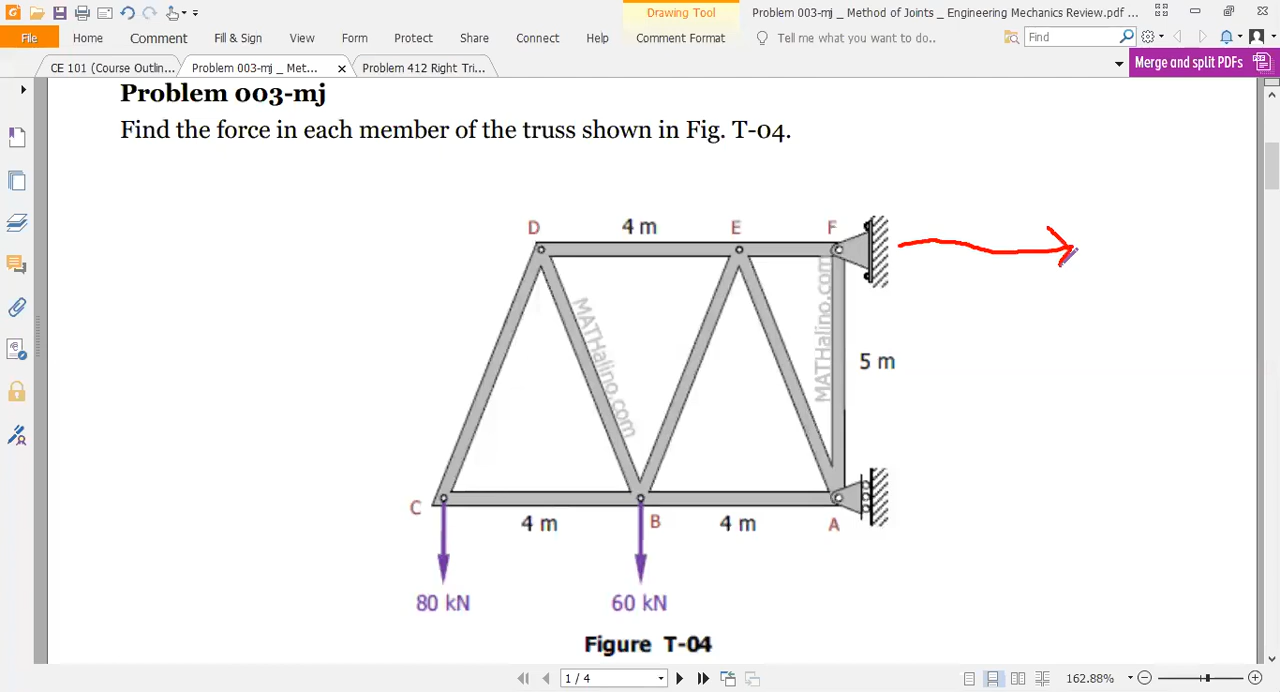 Drawing Tool
Problem 003-mj _ Method of Joints _ Engineering Mechanics Review.pdf ...
File Home Comment Fill & Sign View Form Protect Share Connect Help Comment Format Tell me what you want to do.. Find
CE 101 (Course Outlin... Problem 003-mj _ Met... Problem 412 Right Tri... Merge and split PDFs
Problem 003-mj
Find the force in each member of the truss shown in Fig. T-04.
D 4 m E F
MATHalino.com
MATHalino.com
5 m
C 4 m B 4 m A
80 kN 60 kN
Figure T-04
1 / 4 162.88%